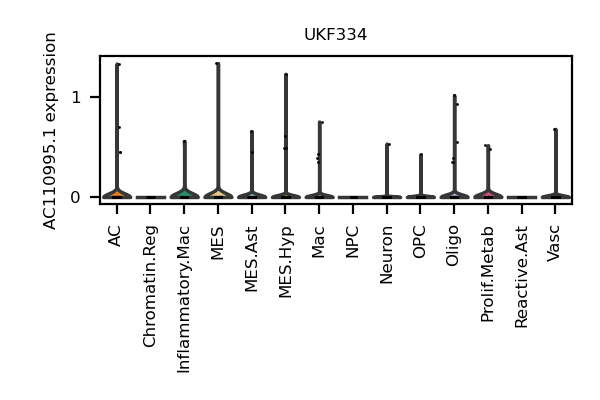 UKF334
AC110995.1 expression
1
0
AC
Chromatin.Reg
Inflammatory.Mac
MES
MES.Ast
MES.Hyp
Mac
NPC
Neuron
OPC
Oligo
Prolif.Metab
Reactive.Ast
Vasc